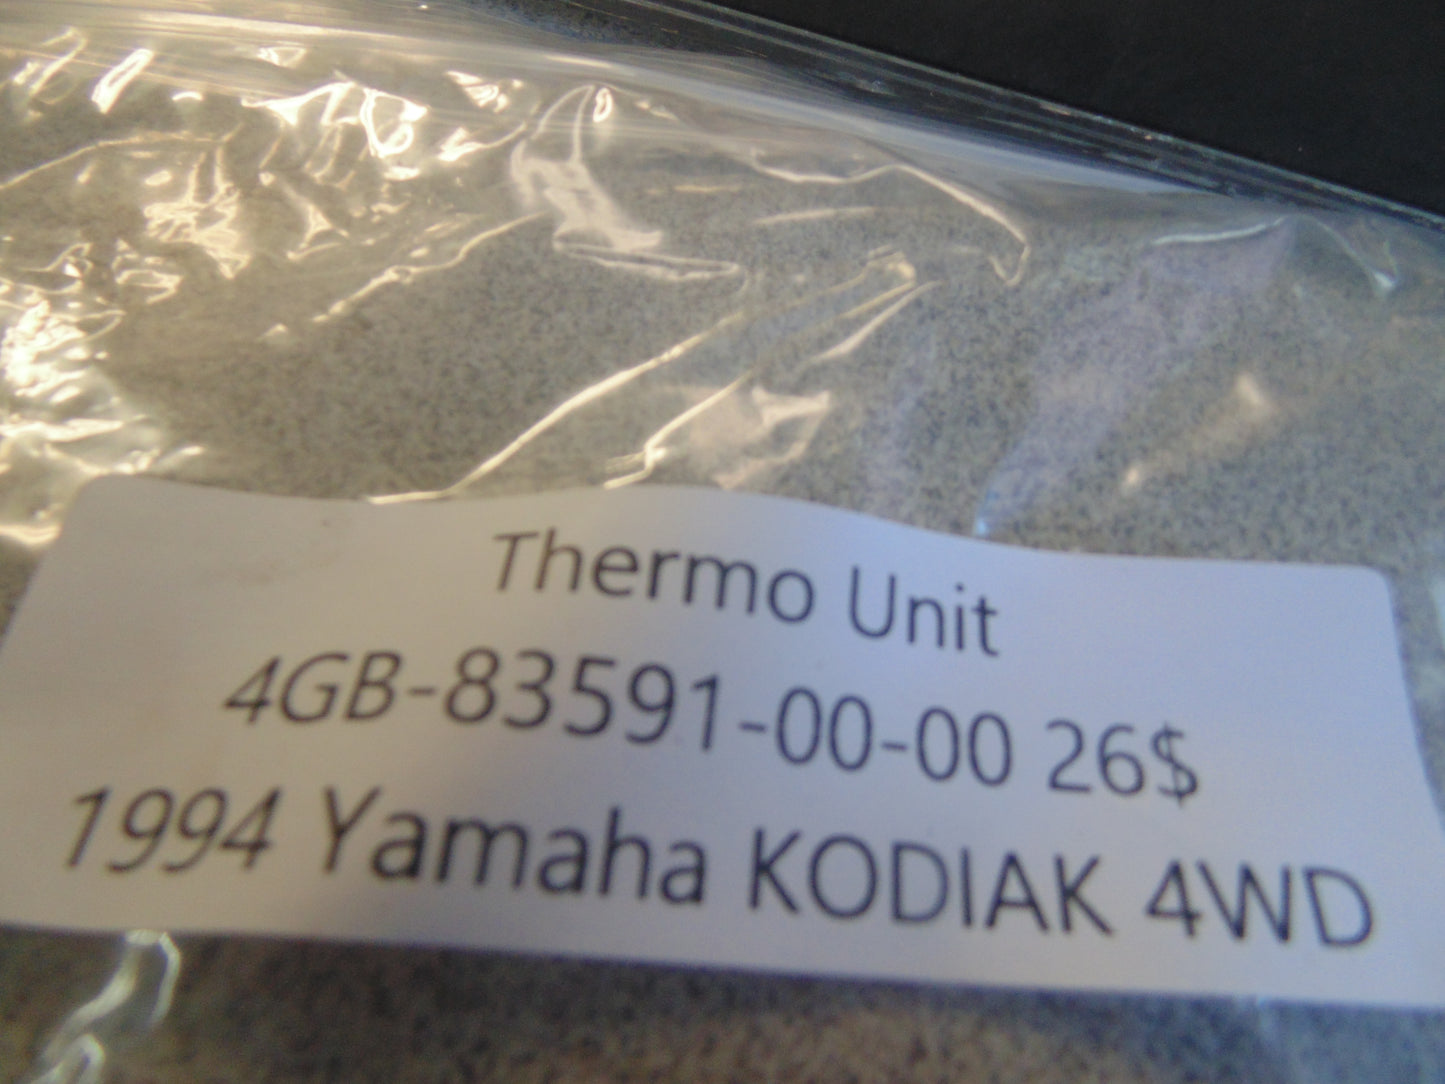 Thermo Unit
4GB-83591-00-00 26$
1994 Yamaha KODIAK 4WD